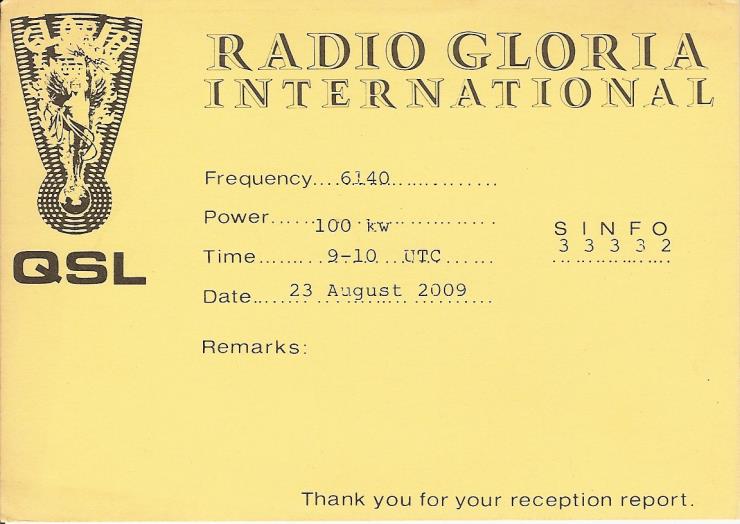 GLORIA
RADIO GLORIA
INTERNATIONAL
Frequency....6140..................
Power......100 kw..................
SINFO
33332
Time.......9-10 UTC......
Date....23 August 2009..........
QSL
Remarks:
Thank you for your reception report.